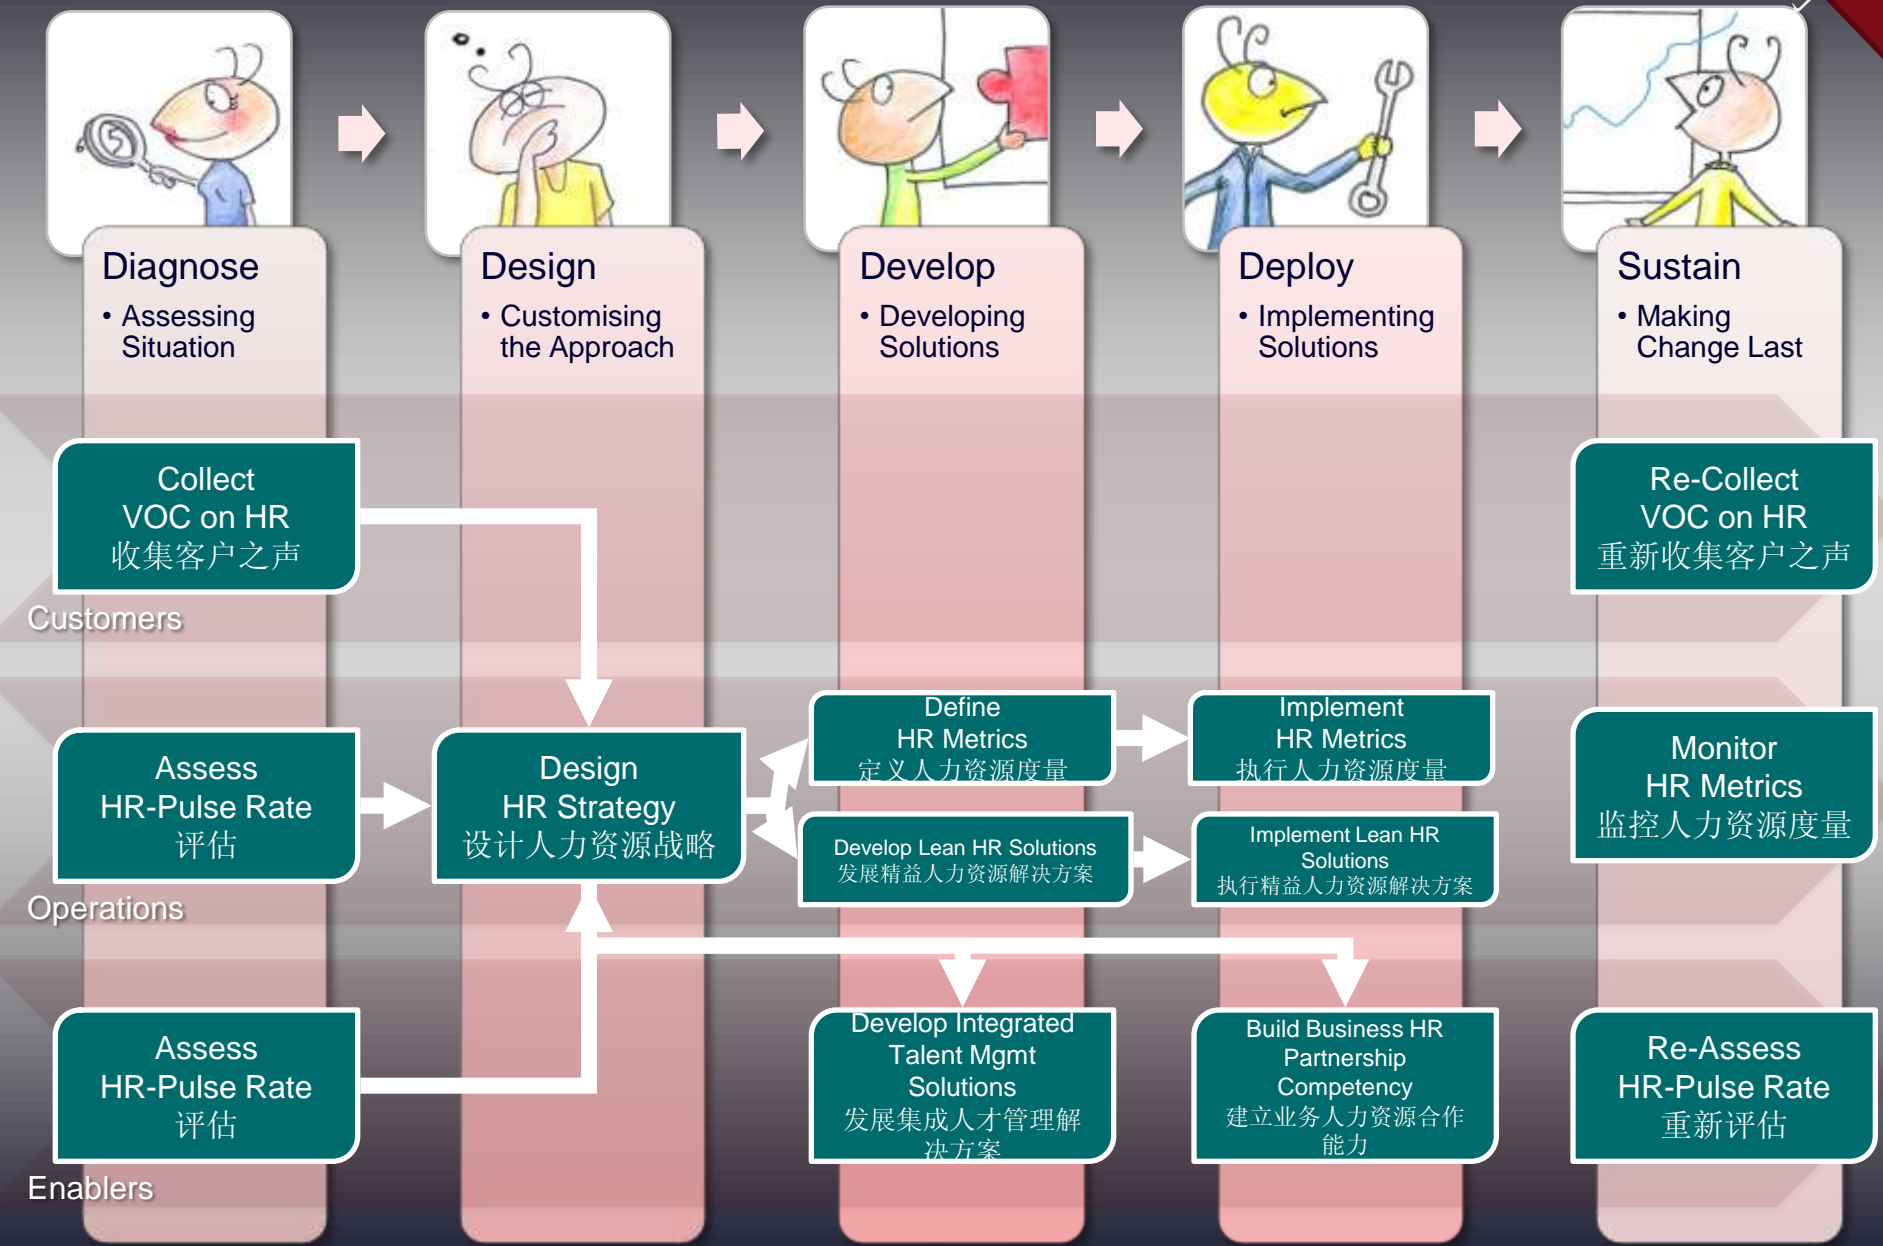 Diagnose
• Assessing
Situation
Design
• Customising
the Approach
Develop
• Developing
Solutions
Deploy
• Implementing
Solutions
Sustain
• Making
Change Last
Collect
VOC on HR
收集客户之声
Re-Collect
VOC on HR
重新收集客户之声
Customers
Assess
HR-Pulse Rate
评估
Design
HR Strategy
设计人力资源战略
Define
HR Metrics
定义人力资源度量
Implement
HR Metrics
执行人力资源度量
Develop Lean HR Solutions
发展精益人力资源解决方案
Implement Lean HR
Solutions
执行精益人力资源解决方案
Monitor
HR Metrics
监控人力资源度量
Operations
Assess
HR-Pulse Rate
评估
Develop Integrated
Talent Mgmt
Solutions
发展集成人才管理解
决方案
Build Business HR
Partnership
Competency
建立业务人力资源合作
能力
Re-Assess
HR-Pulse Rate
重新评估
Enablers